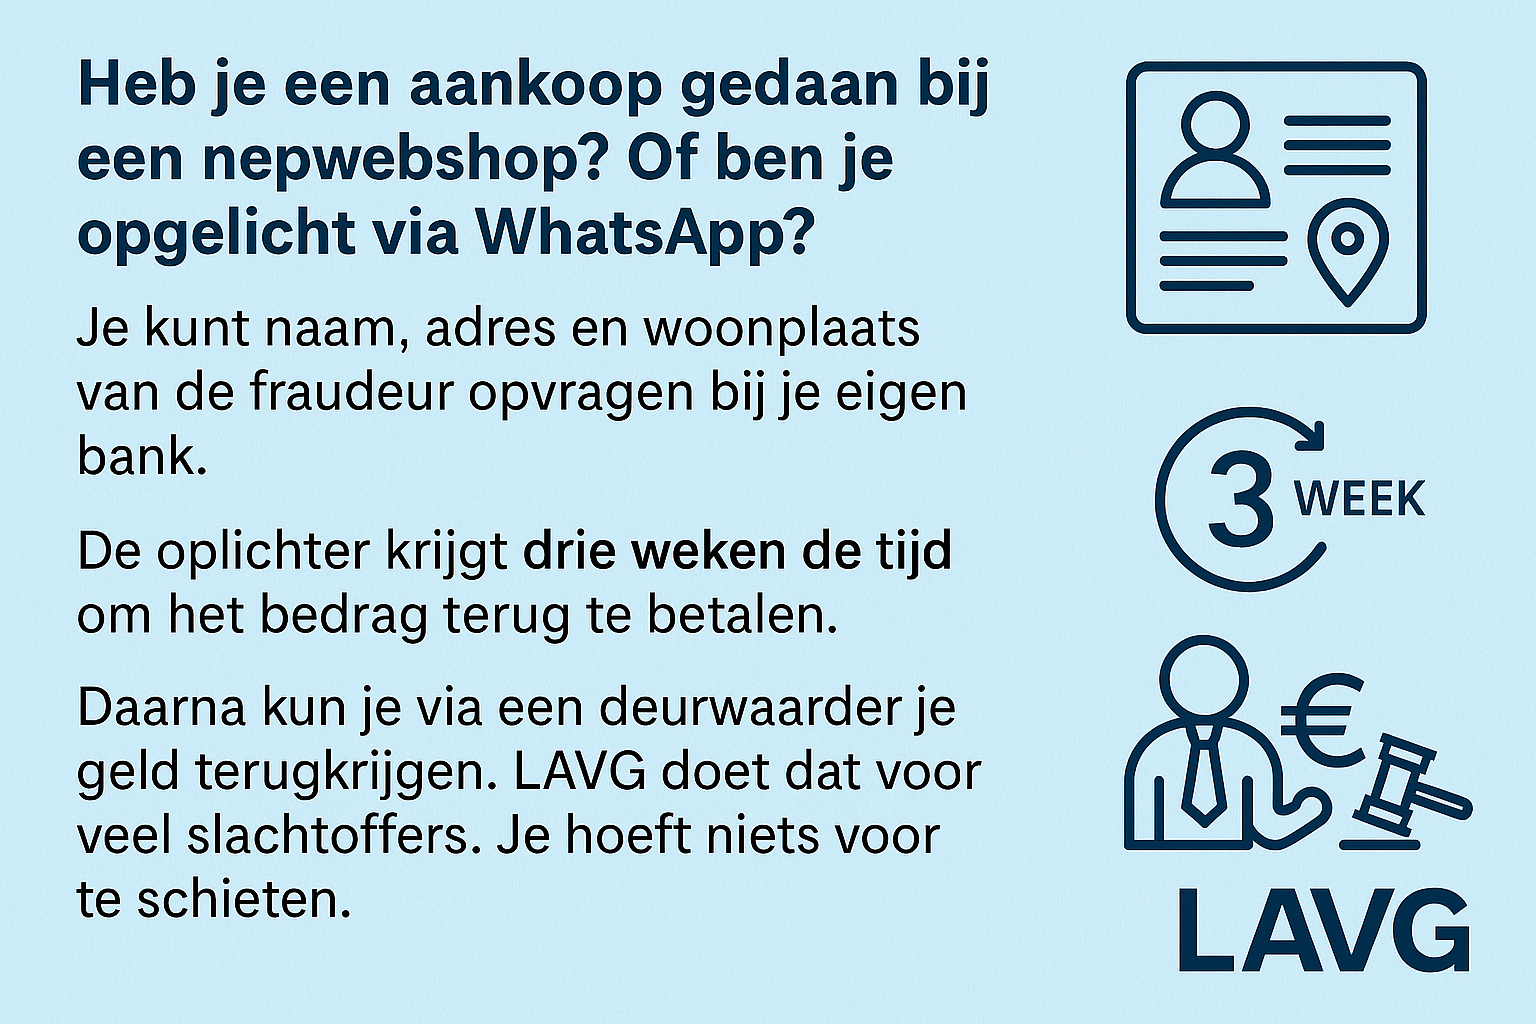 Heb je een aankoop gedaan bij
een nepwebshop? Of ben je
opgelicht via WhatsApp?
Je kunt naam, adres en woonplaats
van de fraudeur opvragen bij je eigen
bank.
De oplichter krijgt drie weken de tijd
om het bedrag terug te betalen.
Daarna kun je via een deurwaarder je
geld terugkrijgen. LAVG doet dat voor
veel slachtoffers. Je hoeft niets voor
te schieten.
3 WEEK
€
LAVG